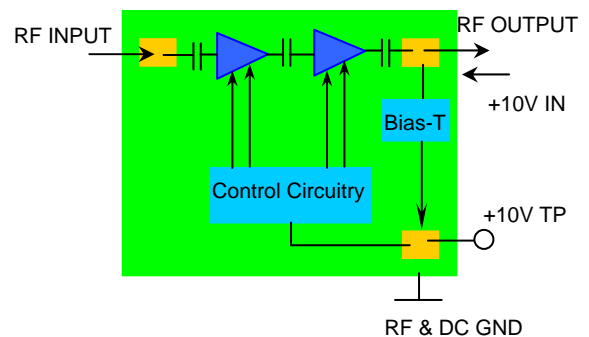 RF INPUT
RF OUTPUT
+10V IN
Bias-T
Control Circuitry
+10V TP
RF & DC GND